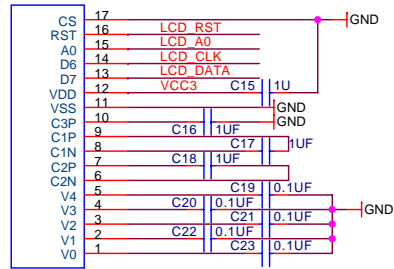 CS 17 GND
RST 16 LCD_RST
A0 15 LCD_A0
D6 14 LCD_CLK
D7 13 LCD_DATA
VDD 12 VCC3 C15 1U
VSS 11 GND
C3P 10 GND
C1P 9 C16 1UF
C1N 8 C17 1UF
C2P 7 C18 1UF
C2N 6
V4 5 C19 0.1UF
V3 4 C20 0.1UF GND
V2 3 C21 0.1UF
V1 2 C22 0.1UF
V0 1 C23 0.1UF